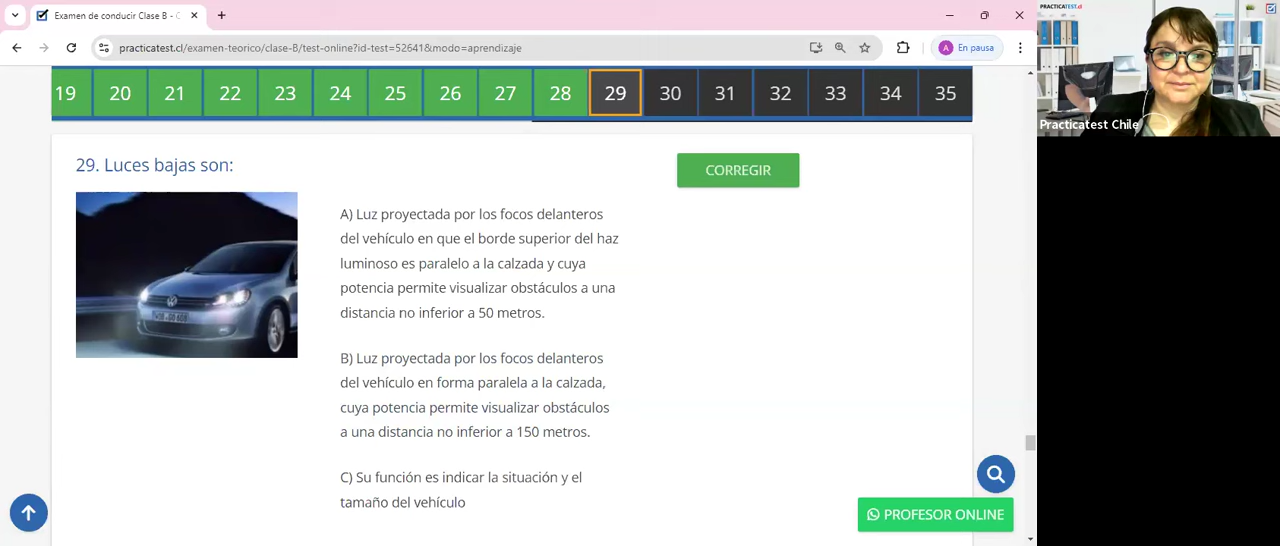 Examen de conducir Clase B - C
practicatest.cl/examen-teorico/clase-B/test-online?id-test=52641&modo=aprendizaje
A En pausa
PRACTICATEST.cl
Practicatest Chile
19 20 21 22 23 24 25 26 27 28 29 30 31 32 33 34 35
29. Luces bajas son:
CORREGIR
A) Luz proyectada por los focos delanteros
del vehículo en que el borde superior del haz
luminoso es paralelo a la calzada y cuya
potencia permite visualizar obstáculos a una
distancia no inferior a 50 metros.
B) Luz proyectada por los focos delanteros
del vehículo en forma paralela a la calzada,
cuya potencia permite visualizar obstáculos
a una distancia no inferior a 150 metros.
C) Su función es indicar la situación y el
tamaño del vehículo
PROFESOR ONLINE